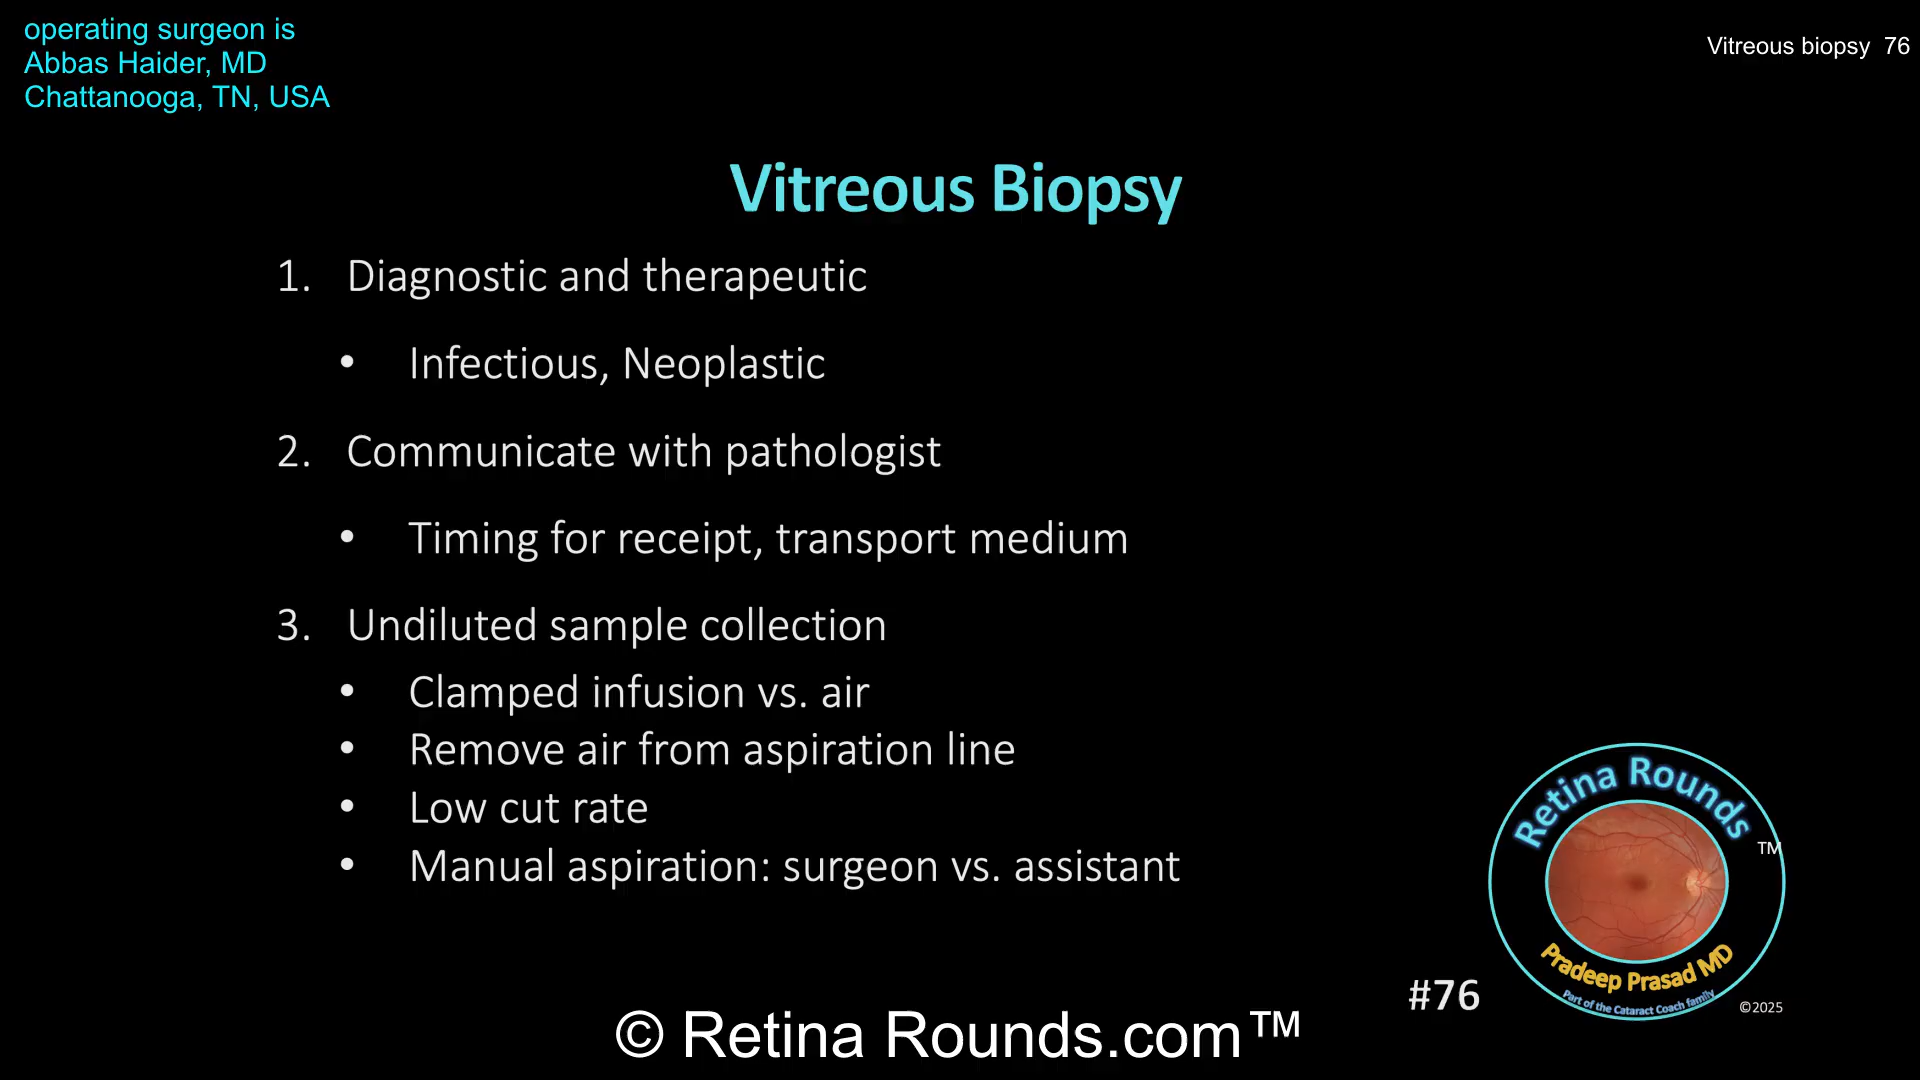 operating surgeon is
Abbas Haider, MD
Chattanooga, TN, USA
Vitreous biopsy 76
Vitreous Biopsy
1. Diagnostic and therapeutic
• Infectious, Neoplastic
2. Communicate with pathologist
• Timing for receipt, transport medium
3. Undiluted sample collection
• Clamped infusion vs. air
• Remove air from aspiration line
• Low cut rate
• Manual aspiration: surgeon vs. assistant
Retina Rounds
TM
Pradeep Prasad MD
Part of the Cataract Coach family
#76
©2025
© Retina Rounds.com™